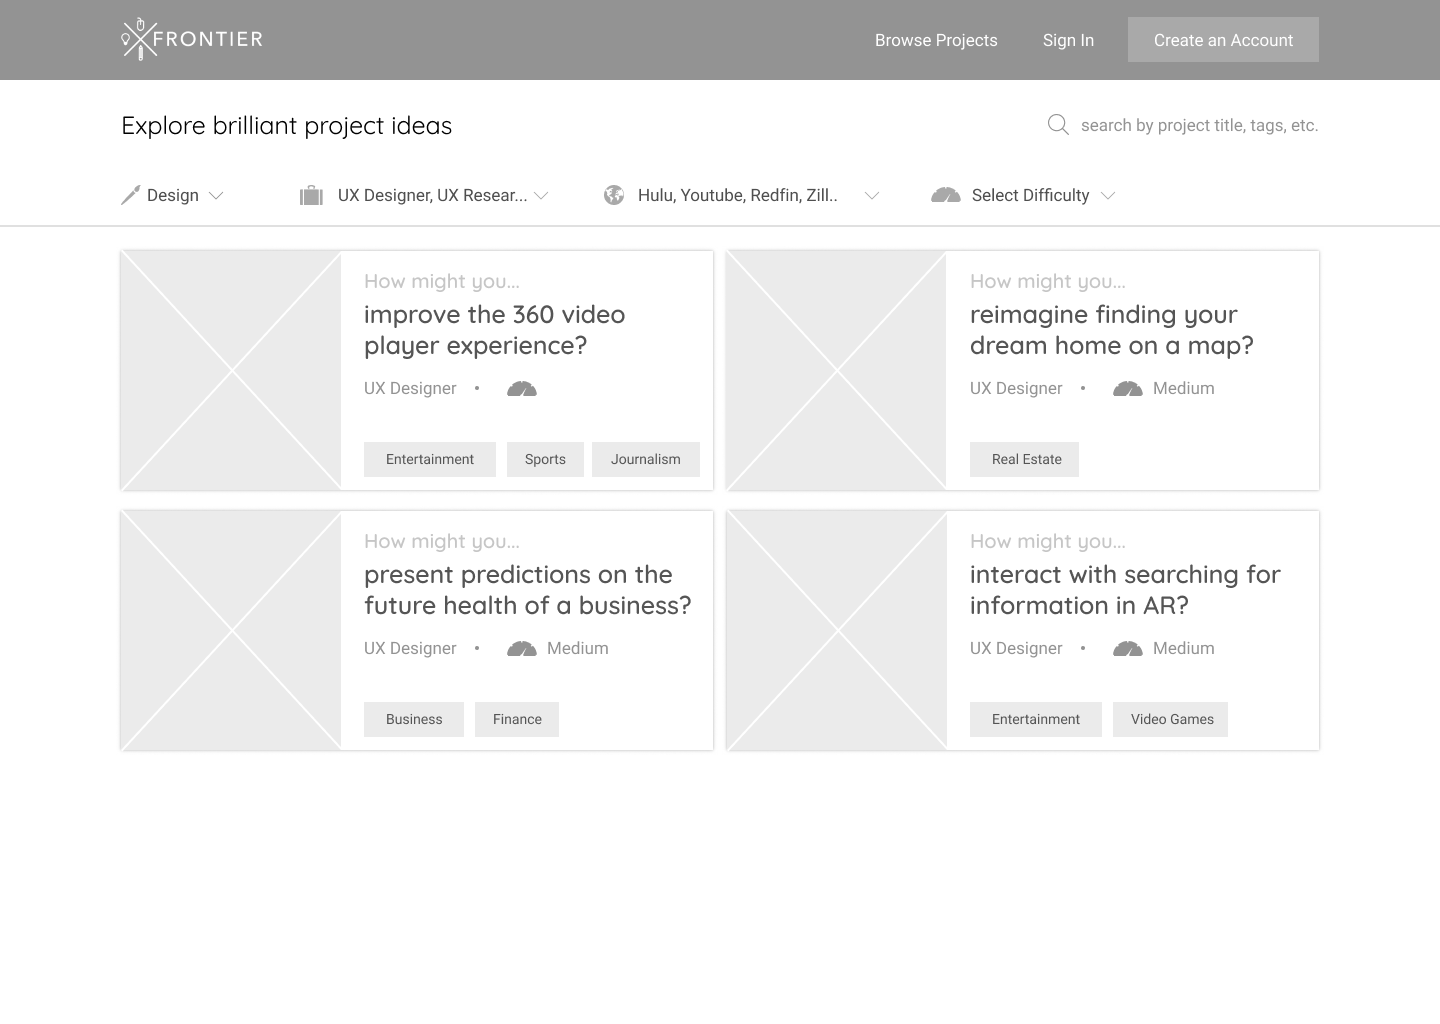 FRONTIER
Browse Projects
Sign In
Create an Account
Explore brilliant project ideas
search by project title, tags, etc.
Design
UX Designer, UX Resear...
Hulu, Youtube, Redfin, Zill..
Select Difficulty
How might you...
improve the 360 video
player experience?
UX Designer •
Entertainment
Sports
Journalism
How might you...
reimagine finding your
dream home on a map?
UX Designer • Medium
Real Estate
How might you...
present predictions on the
future health of a business?
UX Designer • Medium
Business
Finance
How might you...
interact with searching for
information in AR?
UX Designer • Medium
Entertainment
Video Games